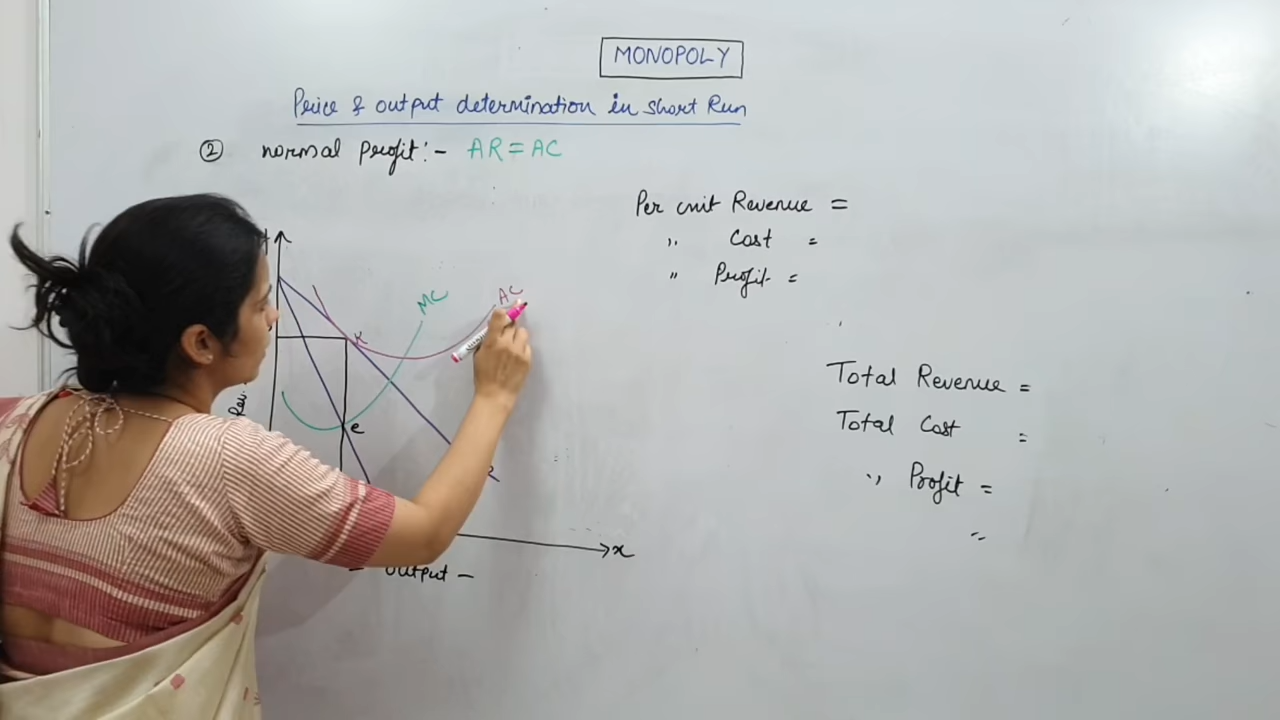 MONOPOLY
Price & output determination in short Run
② normal profit:- AR = AC
Per unit Revenue =
,, Cost =
" Profit =
Total Revenue =
Total Cost =
,, Profit =
=
MC
AC
K
e
x
- output -